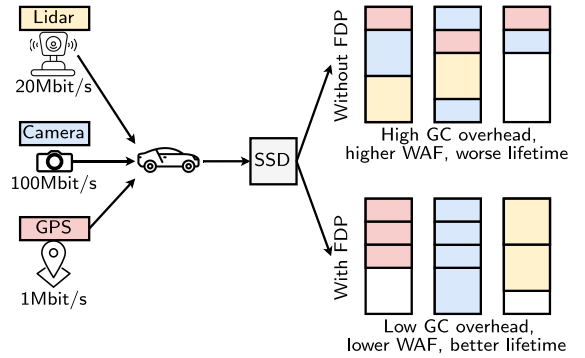 Lidar
20Mbit/s
Camera
100Mbit/s
GPS
1Mbit/s
SSD
Without FDP
High GC overhead,
higher WAF, worse lifetime
With FDP
Low GC overhead,
lower WAF, better lifetime